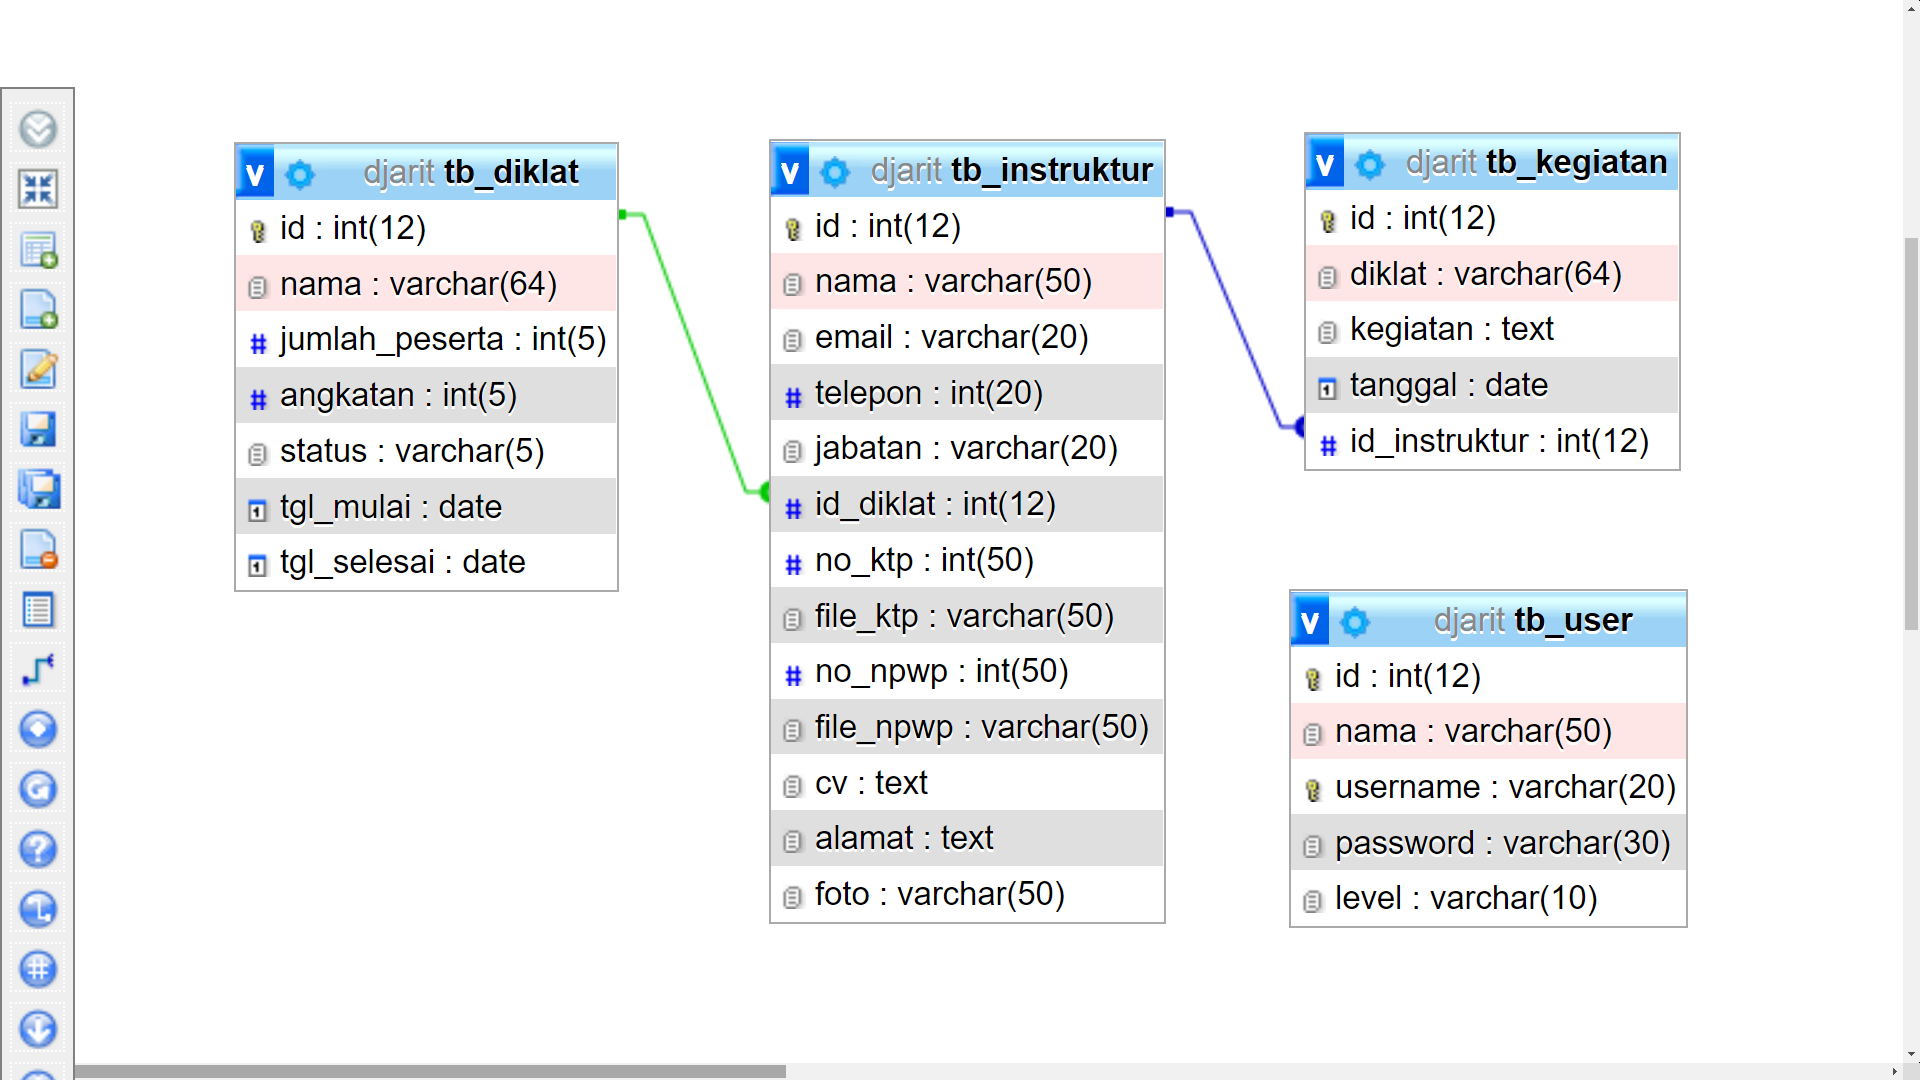 v djarit tb_diklat
id : int(12)
nama : varchar(64)
# jumlah_peserta : int(5)
# angkatan : int(5)
status : varchar(5)
tgl_mulai : date
tgl_selesai : date
v djarit tb_instruktur
id : int(12)
nama : varchar(50)
email : varchar(20)
# telepon : int(20)
jabatan : varchar(20)
# id_diklat : int(12)
# no_ktp : int(50)
file_ktp : varchar(50)
# no_npwp : int(50)
file_npwp : varchar(50)
cv : text
alamat : text
foto : varchar(50)
v djarit tb_kegiatan
id : int(12)
diklat : varchar(64)
kegiatan : text
tanggal : date
# id_instruktur : int(12)
v djarit tb_user
id : int(12)
nama : varchar(50)
username : varchar(20)
password : varchar(30)
level : varchar(10)